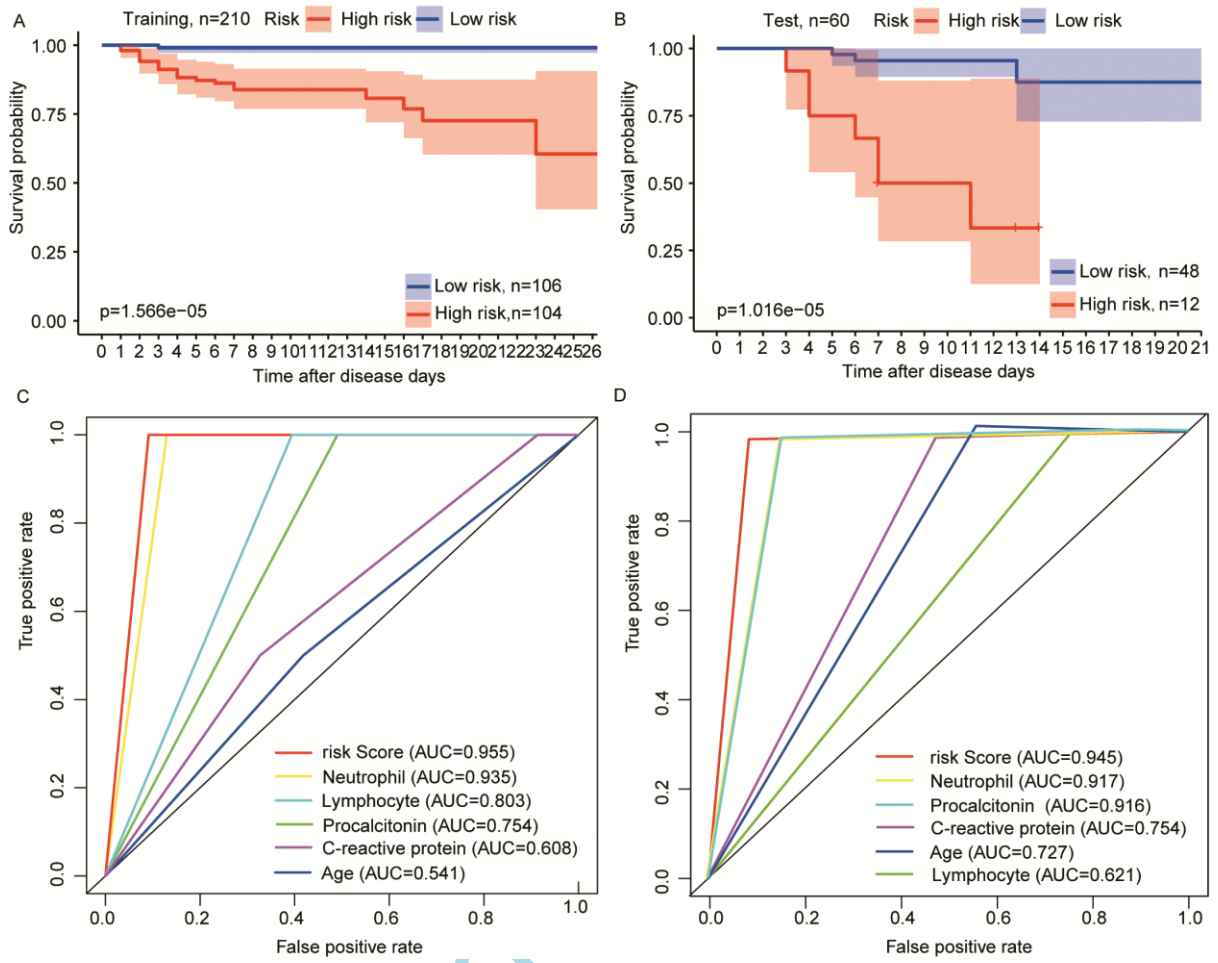 A
Training, n=210 Risk High risk Low risk
1.00
0.75
0.50
0.25
0.00
Survival probability
Low risk, n=106
High risk,n=104
p=1.566e−05
0 1 2 3 4 5 6 7 8 9 10 11 12 13 14 15 16 17 18 19 20 21 22 23 24 25 26
Time after disease days
B
Test, n=60 Risk High risk Low risk
1.00
0.75
0.50
0.25
0.00
Survival probability
Low risk, n=48
High risk, n=12
p=1.016e−05
0 1 2 3 4 5 6 7 8 9 10 11 12 13 14 15 16 17 18 19 20 21
Time after disease days
C
1.0
0.8
0.6
0.4
0.2
0.0
True positive rate
risk Score (AUC=0.955)
Neutrophil (AUC=0.935)
Lymphocyte (AUC=0.803)
Procalcitonin (AUC=0.754)
C-reactive protein (AUC=0.608)
Age (AUC=0.541)
0.0 0.2 0.4 0.6 0.8 1.0
False positive rate
D
1.0
0.8
0.6
0.4
0.2
0.0
True positive rate
risk Score (AUC=0.945)
Neutrophil (AUC=0.917)
Procalcitonin (AUC=0.916)
C-reactive protein (AUC=0.754)
Age (AUC=0.727)
Lymphocyte (AUC=0.621)
0.0 0.2 0.4 0.6 0.8 1.0
False positive rate